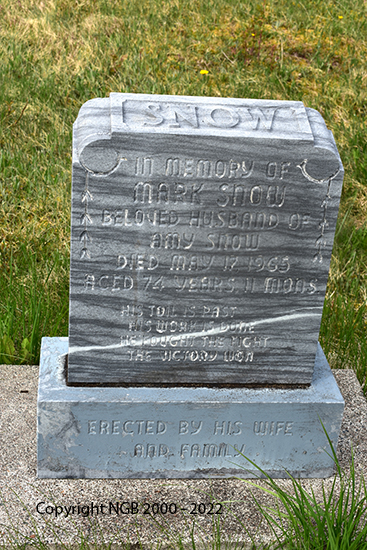 SNOW
IN MEMORY OF
MARK SNOW
BELOVED HUSBAND OF
AMY SNOW
DIED MAY 17 1965
AGED 74 YEARS 11 MONS
HIS TOIL IS PAST
HIS WORK IS DONE
HE FOUGHT THE FIGHT
THE VICTORY WON
ERECTED BY HIS WIFE
AND FAMILY
Copyright NGB 2000 - 2022